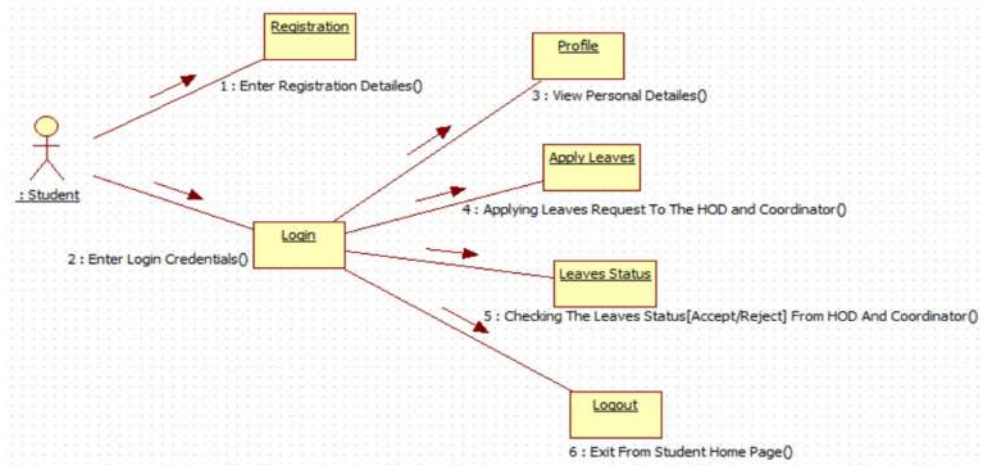 Registration
1 : Enter Registration Detailes()
Profile
3 : View Personal Detailes()
: Student
Apply Leaves
4 : Applying Leaves Request To The HOD and Coordinator()
Login
2 : Enter Login Credentials()
Leaves Status
5 : Checking The Leaves Status[Accept/Reject] From HOD And Coordinator()
Logout
6 : Exit From Student Home Page()